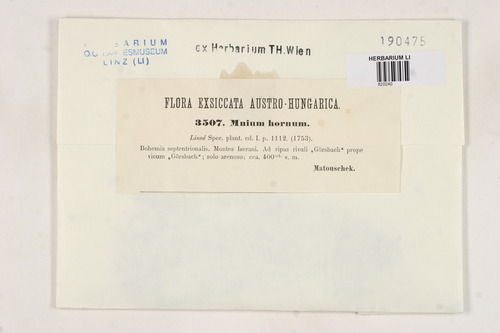 ARIUM
O.Ö. LANDESMUSEUM
LINZ (LI)
ex Herbarium TH.Wien
190475
HERBARIUM LI
820240
FLORA EXSICCATA AUSTRO-HUNGARICA.
3507. Mnium hornum.
Linné Spec. plant. ed. I. p. 1112. (1753).
Bohemia septentrionalis. Montes Iserani. Ad ripas rivuli „Görsbach“ prope
vicum „Görsbach“; solo arenoso; cca. 400 s. m.
Matouschek.